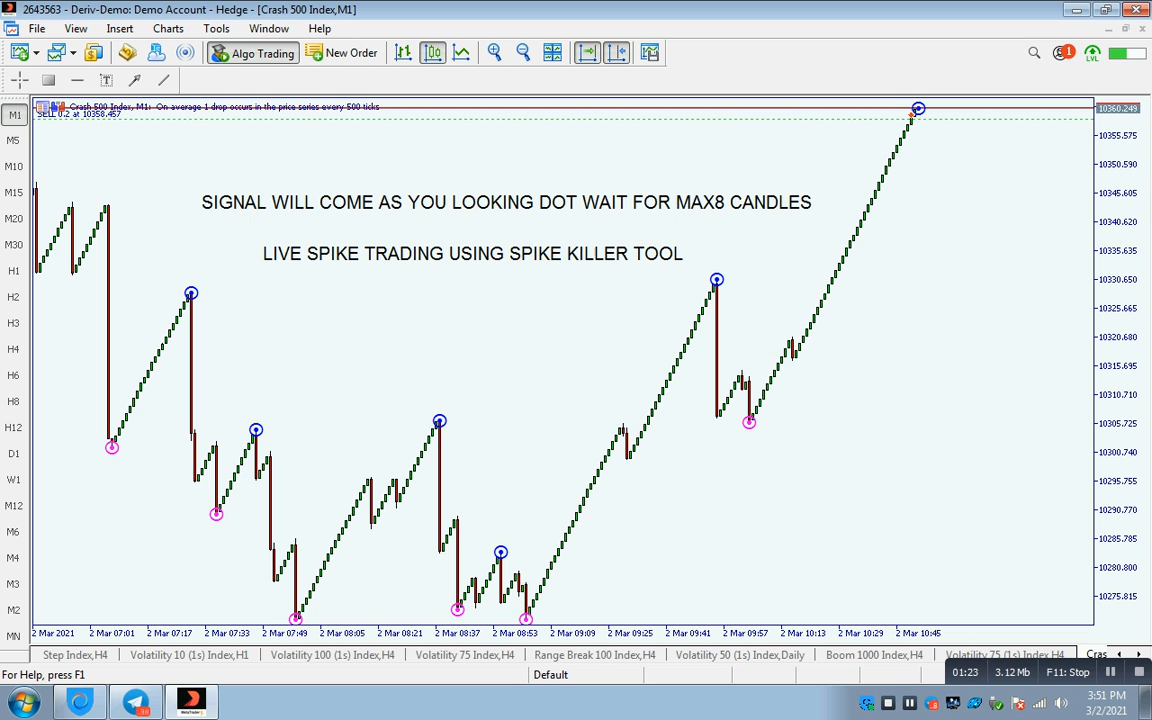 2643563 - Deriv-Demo: Demo Account - Hedge - [Crash 500 Index,M1]
File View Insert Charts Tools Window Help
Algo Trading New Order 1 LVL
T
M1
M5
M10
M15
M20
M30
H1
H2
H3
H4
H6
H8
H12
D1
W1
M12
M6
M4
M3
M2
MN
Crash 500 Index, M1: On average 1 drop occurs in the price series every 500 ticks
SELL 0.2 at 10358.457
SIGNAL WILL COME AS YOU LOOKING DOT WAIT FOR MAX8 CANDLES
LIVE SPIKE TRADING USING SPIKE KILLER TOOL
10360.249
10355.575
10350.590
10345.605
10340.620
10335.635
10330.650
10325.665
10320.680
10315.695
10310.710
10305.725
10300.740
10295.755
10290.770
10285.785
10280.800
10275.815
2 Mar 2021 2 Mar 07:01 2 Mar 07:17 2 Mar 07:33 2 Mar 07:49 2 Mar 08:05 2 Mar 08:21 2 Mar 08:37 2 Mar 08:53 2 Mar 09:09 2 Mar 09:25 2 Mar 09:41 2 Mar 09:57 2 Mar 10:13 2 Mar 10:29 2 Mar 10:45
Step Index,H4 Volatility 10 (1s) Index,H1 Volatility 100 (1s) Index,H4 Volatility 75 Index,H4 Range Break 100 Index,H4 Volatility 50 (1s) Index,Daily Boom 1000 Index,H4 Volatility 75 (1s) Index,H4 Cras
For Help, press F1 Default
01:23 3.12 Mb F11: Stop
3:51 PM
3/2/2021